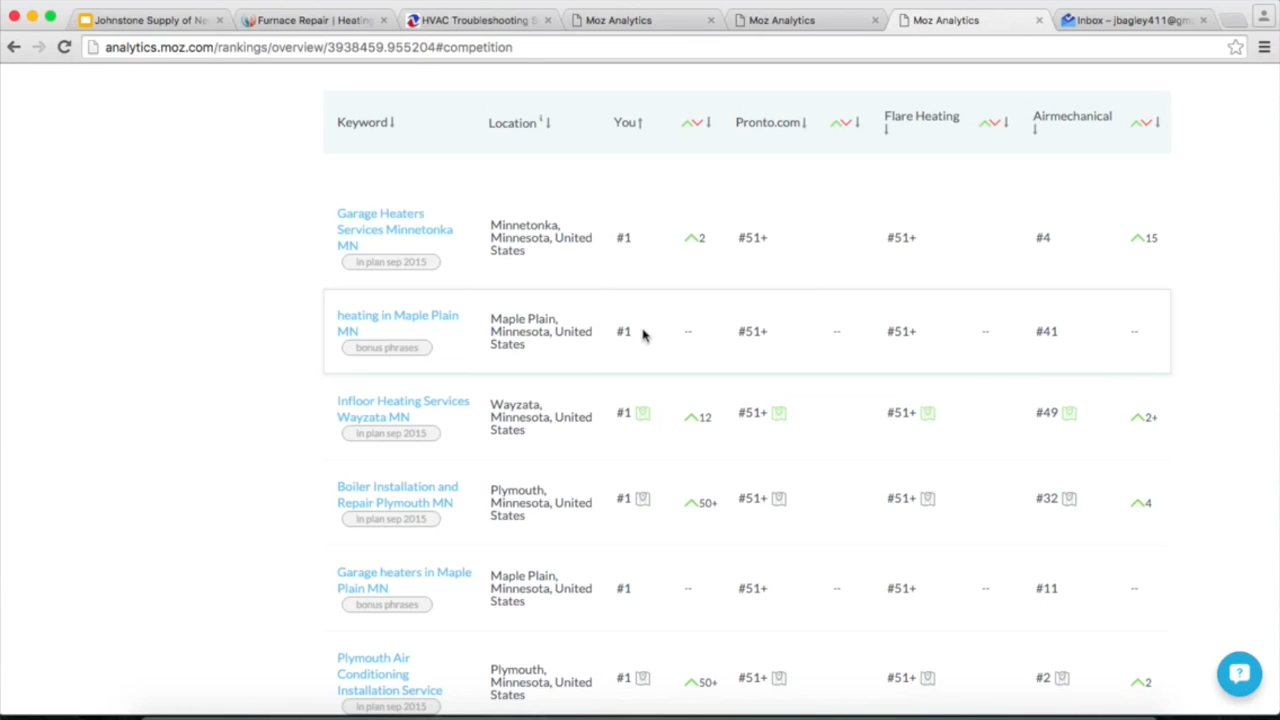 Johnstone Supply of Ne
Furnace Repair | Heating
HVAC Troubleshooting S
Moz Analytics
Moz Analytics
Moz Analytics
Inbox - jbagley411@gm
analytics.moz.com/rankings/overview/3938459.955204#competition
Keyword Location i You Pronto.com Flare Heating Airmechanical
Garage Heaters
Services Minnetonka
MN
in plan sep 2015
Minnetonka,
Minnesota, United
States
#1 2 #51+ #51+ #4 15
heating in Maple Plain
MN
bonus phrases
Maple Plain,
Minnesota, United
States
#1 -- #51+ -- #51+ -- #41 --
Infloor Heating Services
Wayzata MN
in plan sep 2015
Wayzata,
Minnesota, United
States
#1 12 #51+ #51+ #49 2+
Boiler Installation and
Repair Plymouth MN
in plan sep 2015
Plymouth,
Minnesota, United
States
#1 50+ #51+ #51+ #32 4
Garage heaters in Maple
Plain MN
bonus phrases
Maple Plain,
Minnesota, United
States
#1 -- #51+ -- #51+ -- #11 --
Plymouth Air
Conditioning
Installation Service
in plan sep 2015
Plymouth,
Minnesota, United
States
#1 50+ #51+ #51+ #2 2